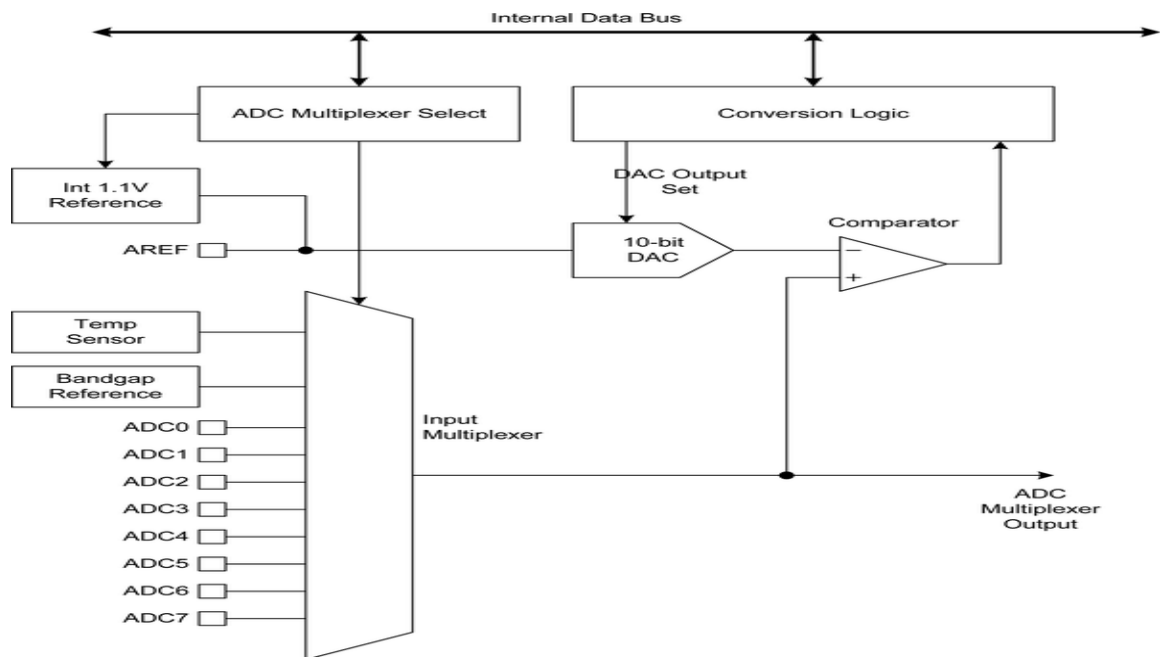 Internal Data Bus
ADC Multiplexer Select
Conversion Logic
Int 1.1V
Reference
DAC Output
Set
Comparator
AREF
10-bit
DAC
−
+
Temp
Sensor
Bandgap
Reference
Input
Multiplexer
ADC0
ADC1
ADC2
ADC3
ADC4
ADC5
ADC6
ADC7
ADC
Multiplexer
Output